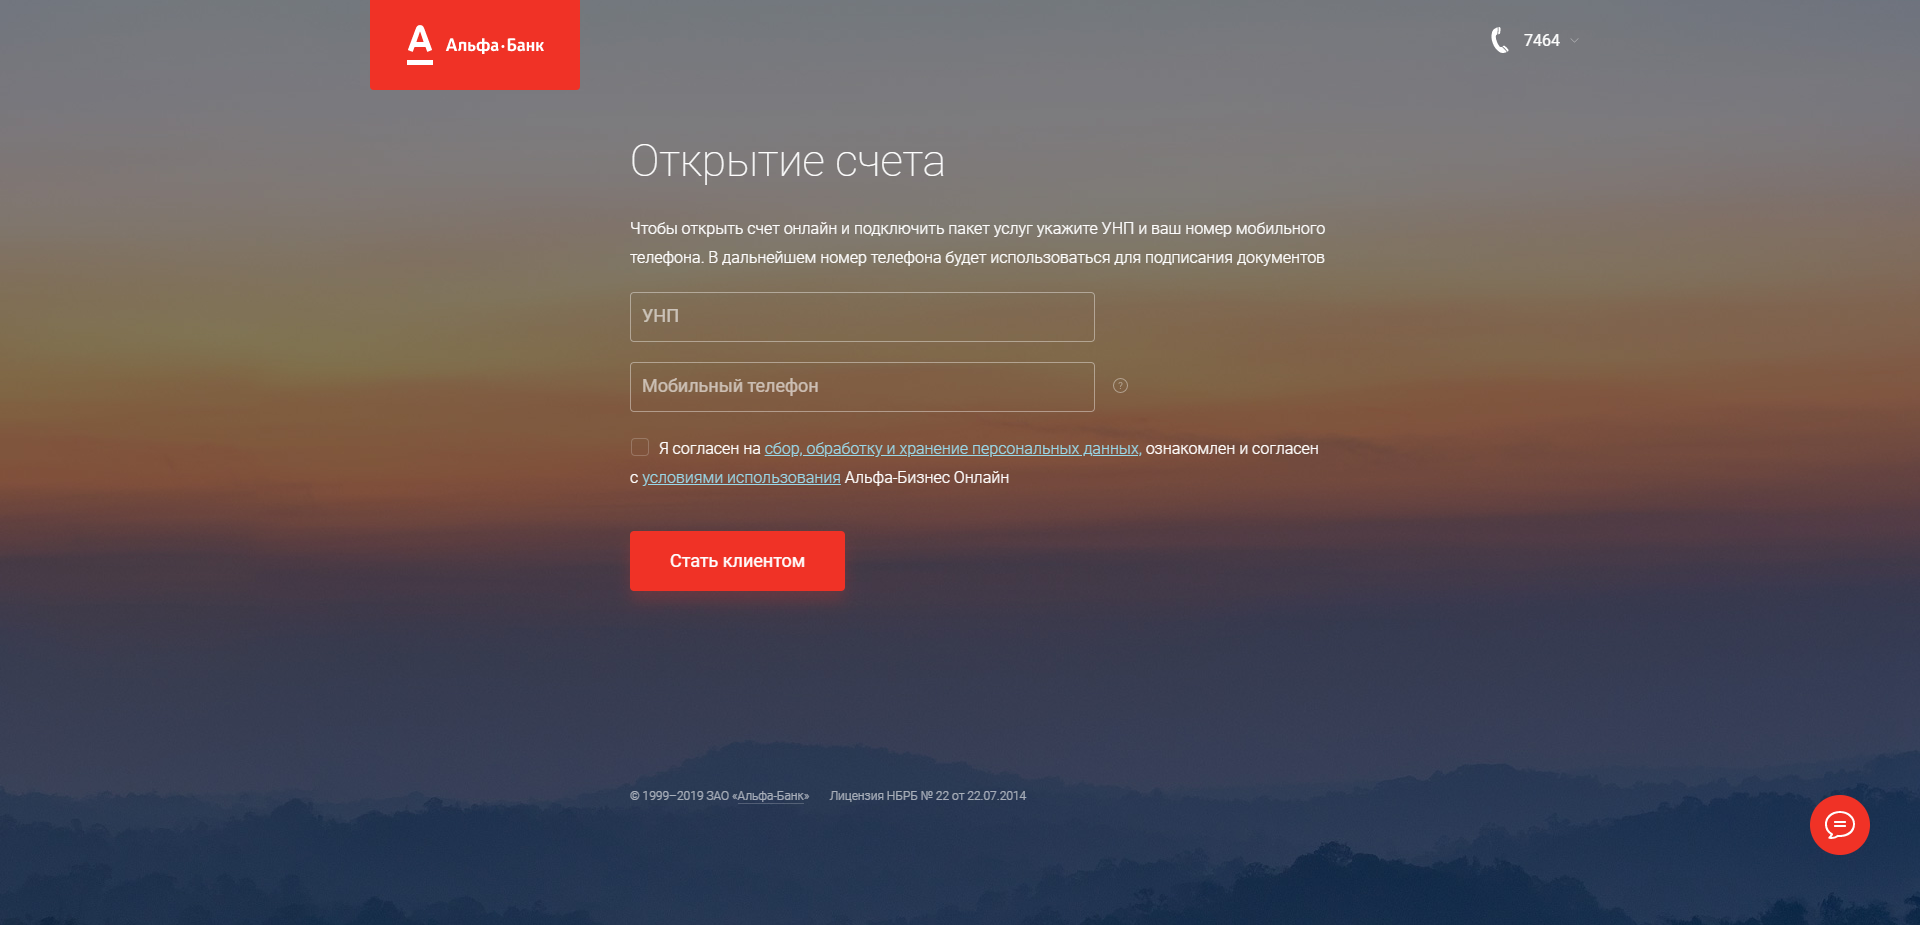 Альфа·Банк
7464
Открытие счета
Чтобы открыть счет онлайн и подключить пакет услуг укажите УНП и ваш номер мобильного
телефона. В дальнейшем номер телефона будет использоваться для подписания документов
УНП
Мобильный телефон
?
Я согласен на сбор, обработку и хранение персональных данных, ознакомлен и согласен
с условиями использования Альфа-Бизнес Онлайн
Стать клиентом
© 1999–2019 ЗАО «Альфа-Банк» Лицензия НБРБ № 22 от 22.07.2014